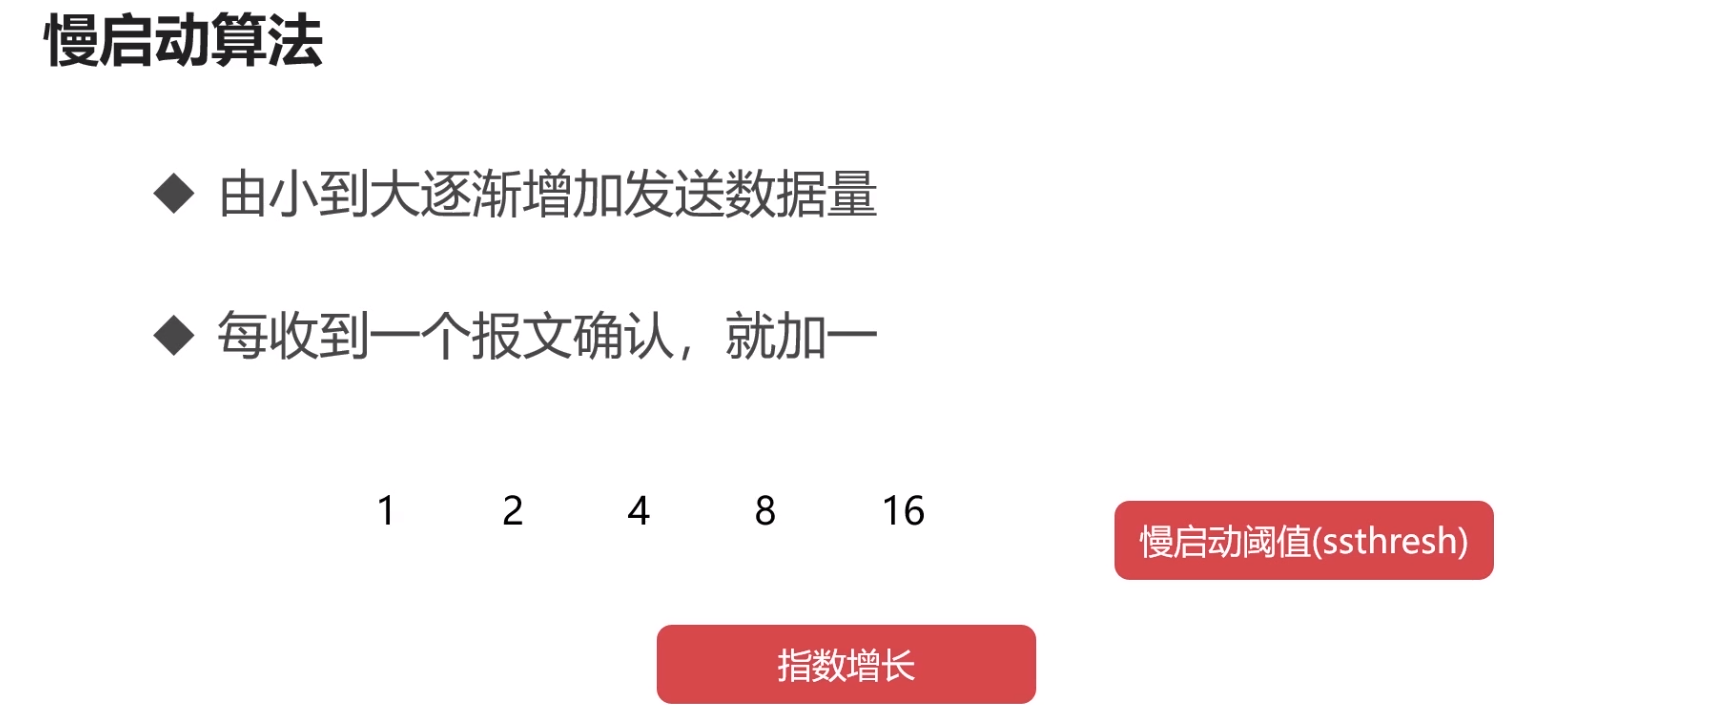 慢启动算法
◆ 由小到大逐渐增加发送数据量
◆ 每收到一个报文确认，就加一
1 2 4 8 16
慢启动阈值(ssthresh)
指数增长